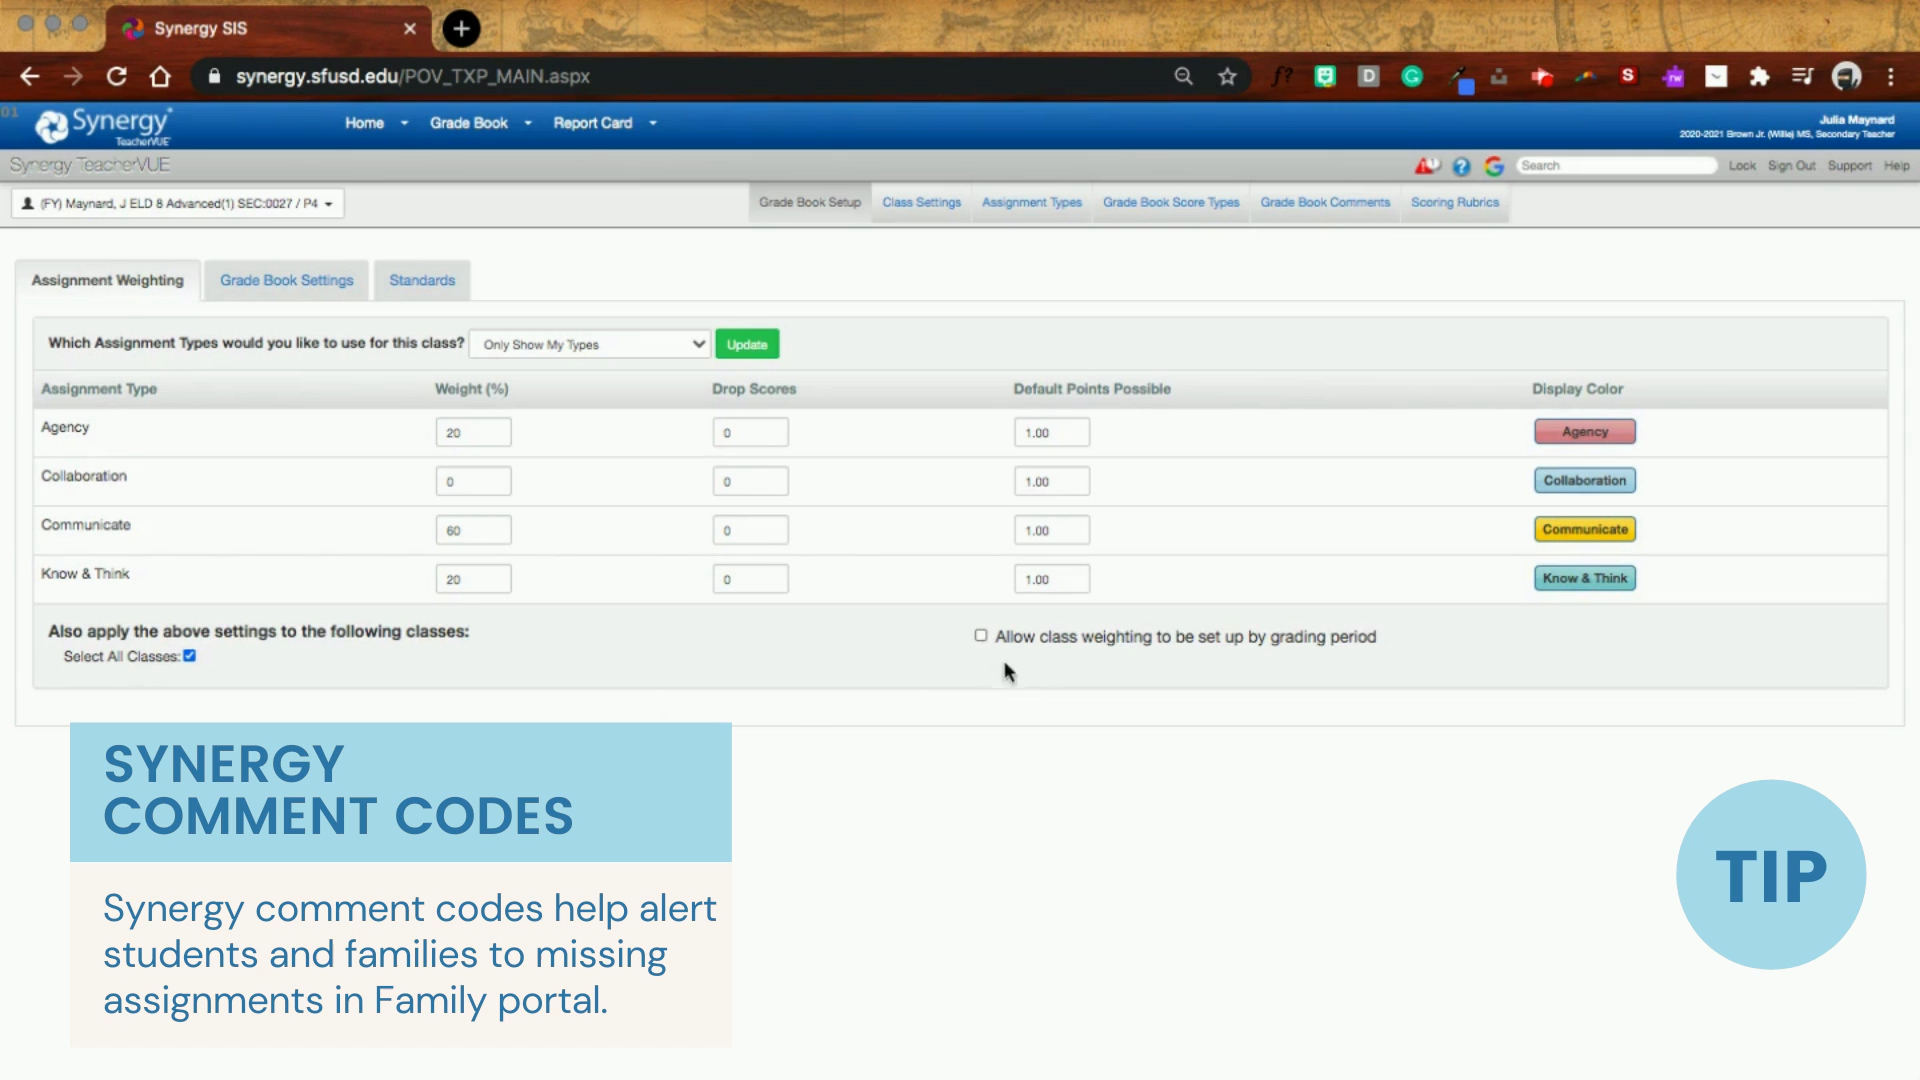 Synergy SIS
synergy.sfusd.edu/POV_TXP_MAIN.aspx
Synergy
TeacherVUE
Home
Grade Book
Report Card
Julia Maynard
2020-2021 Brown Jr. (Willie) MS, Secondary Teacher
Synergy TeacherVUE
Search
Lock Sign Out Support Help
(FY) Maynard, J ELD 8 Advanced(1) SEC:0027 / P4
Grade Book Setup
Class Settings
Assignment Types
Grade Book Score Types
Grade Book Comments
Scoring Rubrics
Assignment Weighting
Grade Book Settings
Standards
Which Assignment Types would you like to use for this class? Only Show My Types Update
Assignment Type Weight (%) Drop Scores Default Points Possible Display Color
Agency 20 0 1.00 Agency
Collaboration 0 0 1.00 Collaboration
Communicate 60 0 1.00 Communicate
Know & Think 20 0 1.00 Know & Think
Also apply the above settings to the following classes:
Select All Classes:
Allow class weighting to be set up by grading period
SYNERGY
COMMENT CODES
Synergy comment codes help alert
students and families to missing
assignments in Family portal.
TIP